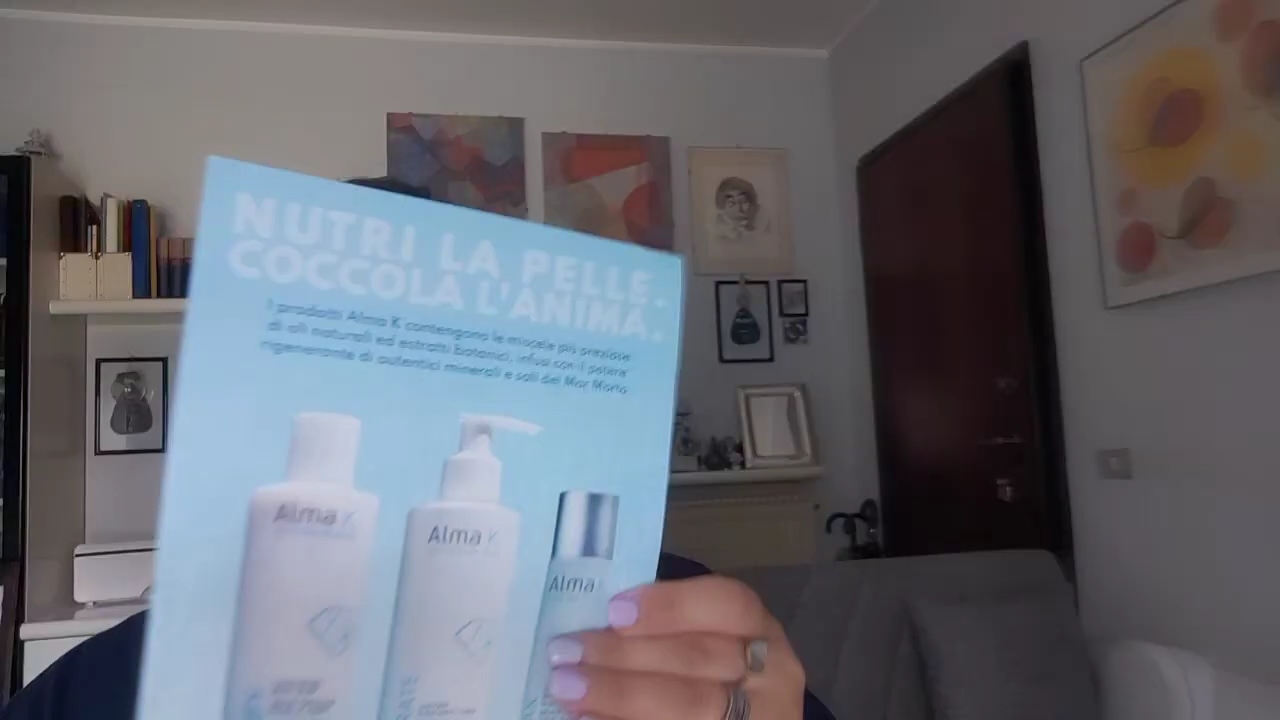 NUTRI LA PELLE.
COCCOLA L'ANIMA.
I prodotti Alma K contengono le miscele più preziose
di oli naturali ed estratti botanici, infusi con il potere
rigenerante di autentici minerali e sali del Mar Morto
Alma K
Alma K
Alma